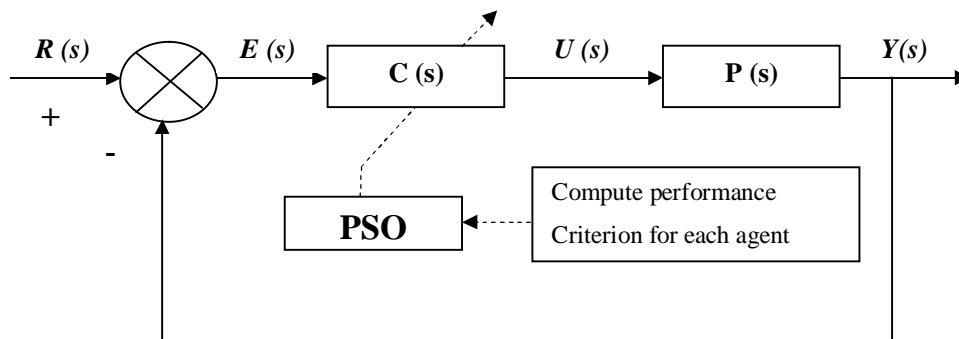 R (s)
E (s)
C (s)
U (s)
P (s)
Y(s)
+
-
PSO
Compute performance
Criterion for each agent